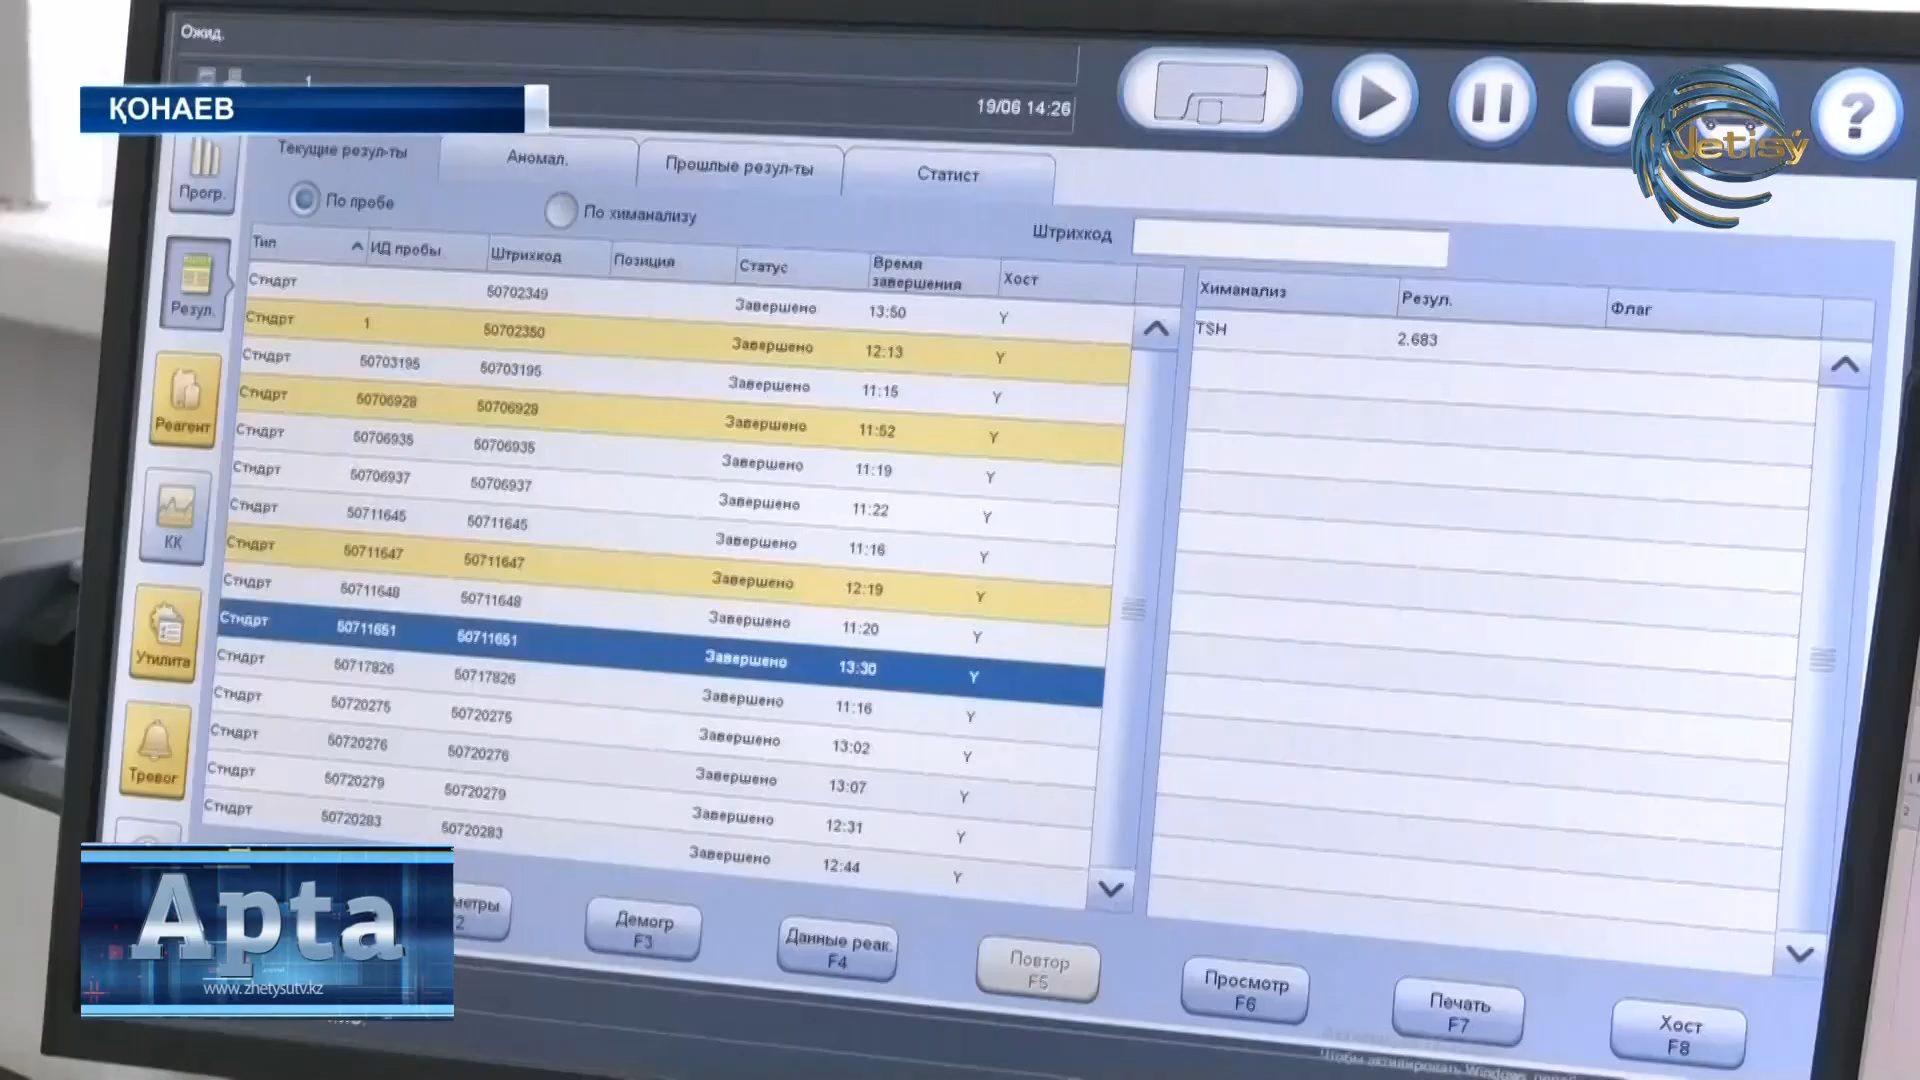 Ожид.
1
ҚОНАЕВ
19/06 14:26
Jetisý
?
Текущие резул-ты
Аномал.
Прошлые резул-ты
Статист
По пробе
По химанализу
Штрихкод
Прогр.
Резул.
Реагент
КК
Утилита
Тревог
Тип ИД пробы Штрихкод Позиция Статус Время завершения Хост
Стндрт 50702349 Завершено 13:50 Y
Стндрт 1 50702350 Завершено 12:13 Y
Стндрт 50703195 50703195 Завершено 11:15 Y
Стндрт 50706928 50706928 Завершено 11:52 Y
Стндрт 50706935 50706935 Завершено 11:19 Y
Стндрт 50706937 50706937 Завершено 11:22 Y
Стндрт 50711645 50711645 Завершено 11:16 Y
Стндрт 50711647 50711647 Завершено 12:19 Y
Стндрт 50711648 50711648 Завершено 11:20 Y
Стндрт 50711651 50711651 Завершено 13:30 Y
Стндрт 50717826 50717826 Завершено 11:16 Y
Стндрт 50720275 50720275 Завершено 13:02 Y
Стндрт 50720276 50720276 Завершено 13:07 Y
Стндрт 50720279 50720279 Завершено 12:31 Y
Стндрт 50720283 50720283 Завершено 12:44 Y
Химанализ Резул. Флаг
TSH 2.683
метры
2
Демогр
F3
Данные реак.
F4
Повтор
F5
Просмотр
F6
Печать
F7
Хост
F8
Чтобы активировать Windows
Арта
www.zhetysutv.kz